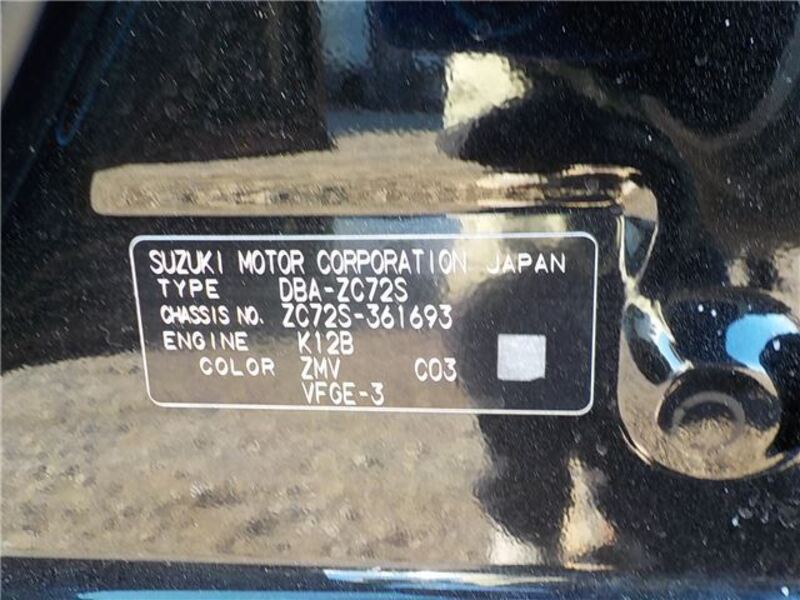 SUZUKI MOTOR CORPORATION JAPAN
TYPE DBA-ZC72S
CHASSIS NO. ZC72S-361693
ENGINE K12B
COLOR ZMV C03
VFGE-3